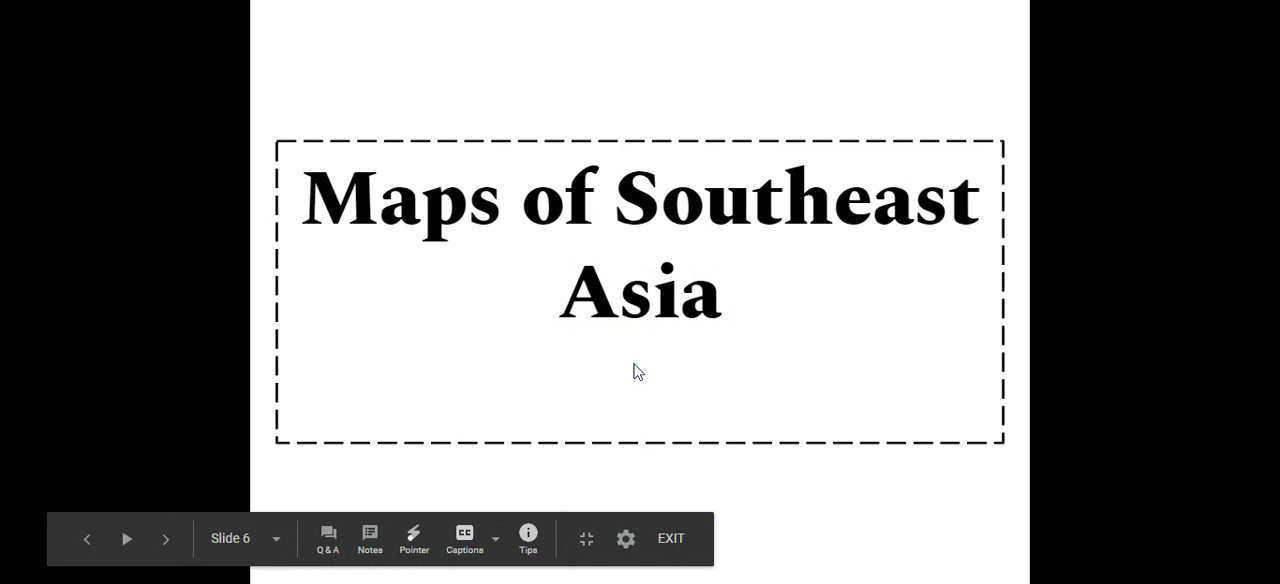 Maps of Southeast
Asia
Slide 6
Q & A
Notes
Pointer
Captions
Tips
EXIT